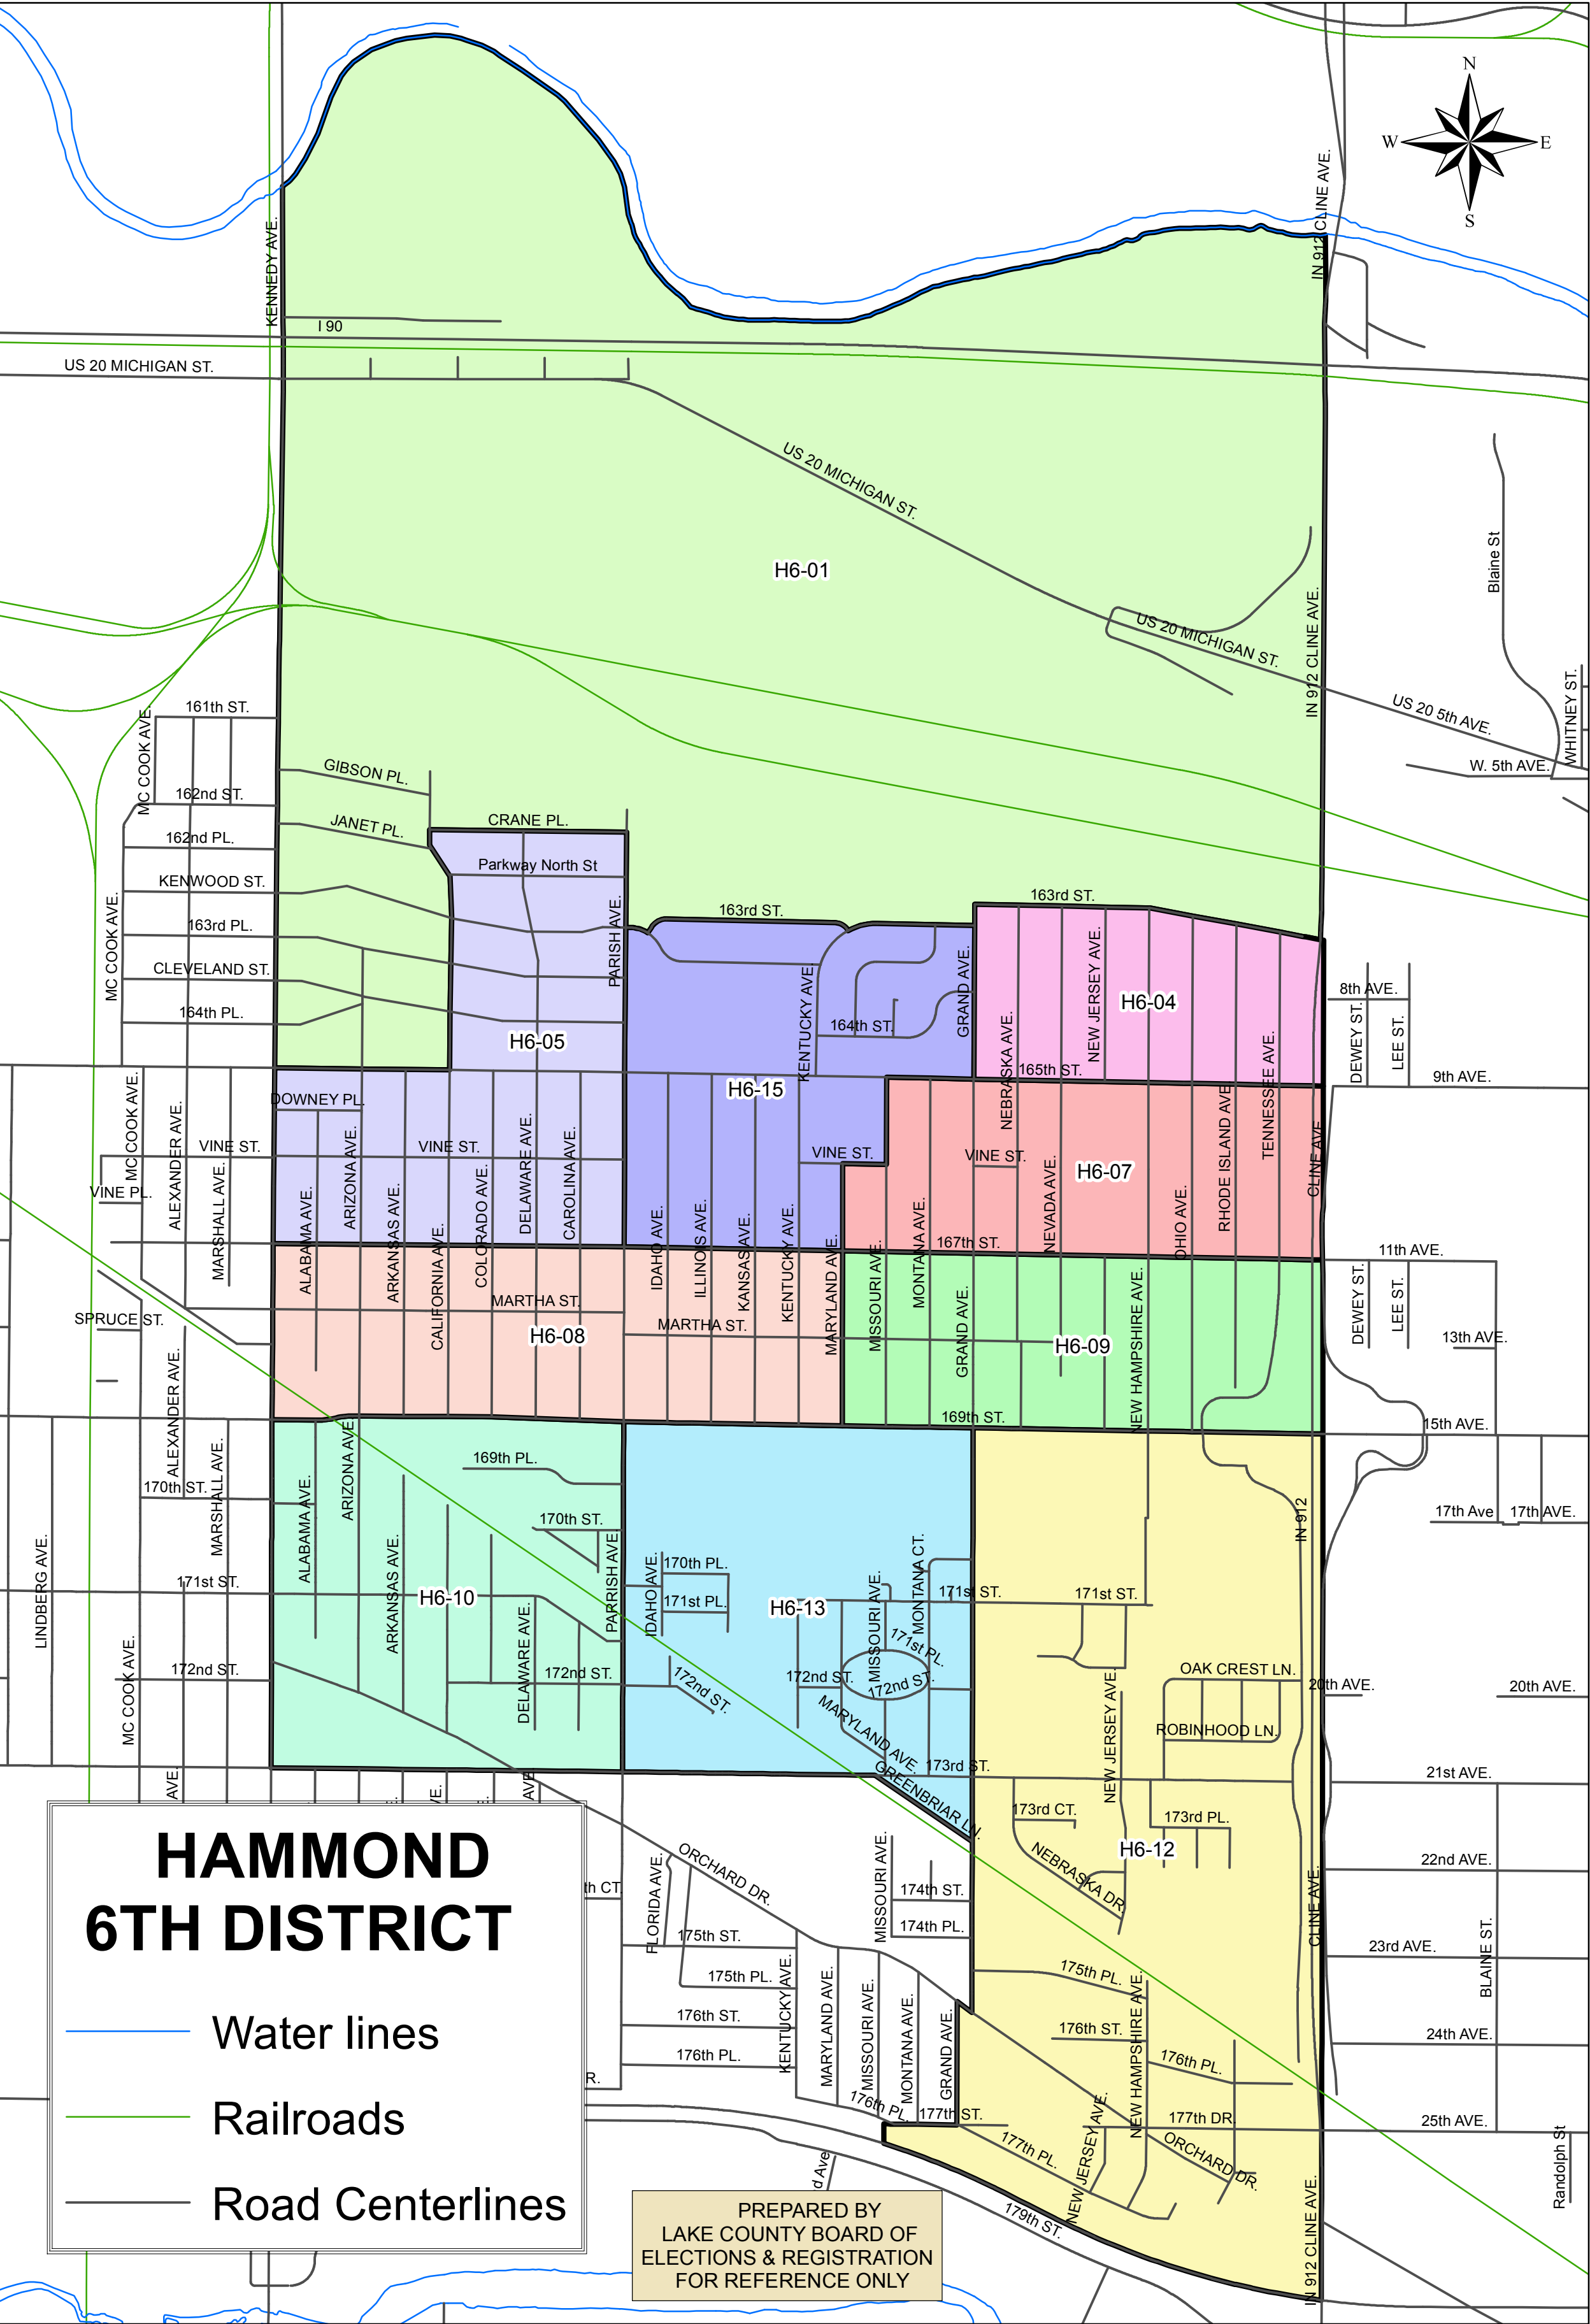 N
W
E
S
IN 912 CLINE AVE.
KENNEDY AVE.
I 90
US 20 MICHIGAN ST.
US 20 MICHIGAN ST.
Blaine St
H6-01
US 20 MICHIGAN ST.
IN 912 CLINE AVE.
WHITNEY ST.
US 20 5th AVE.
W. 5th AVE.
161th ST.
MC COOK AVE.
GIBSON PL.
162nd ST.
JANET PL.
CRANE PL.
162nd PL.
Parkway North St
KENWOOD ST.
163rd ST.
163rd ST.
MC COOK AVE.
163rd PL.
PARISH AVE.
GRAND AVE.
NEW JERSEY AVE.
CLEVELAND ST.
KENTUCKY AVE.
H6-04
8th AVE.
164th PL.
164th ST.
NEBRASKA AVE.
TENNESSEE AVE.
DEWEY ST.
LEE ST.
H6-05
165th ST.
9th AVE.
H6-15
DOWNEY PL.
MC COOK AVE.
ALEXANDER AVE.
MARSHALL AVE.
VINE ST.
VINE ST.
VINE ST.
VINE ST.
H6-07
VINE PL.
ALABAMA AVE.
ARIZONA AVE.
ARKANSAS AVE.
CALIFORNIA AVE.
COLORADO AVE.
DELAWARE AVE.
CAROLINA AVE.
IDAHO AVE.
ILLINOIS AVE.
KANSAS AVE.
KENTUCKY AVE.
MARYLAND AVE.
MISSOURI AVE.
MONTANA AVE.
NEVADA AVE.
OHIO AVE.
RHODE ISLAND AVE
CLINE AVE
167th ST.
11th AVE.
MARTHA ST.
MARTHA ST.
SPRUCE ST.
H6-08
H6-09
GRAND AVE.
NEW HAMPSHIRE AVE.
DEWEY ST.
LEE ST.
13th AVE.
ALEXANDER AVE.
169th ST.
15th AVE.
MARSHALL AVE.
ALABAMA AVE.
ARIZONA AVE
169th PL.
170th ST.
170th ST.
17th Ave
17th AVE.
IN 912
LINDBERG AVE.
ARKANSAS AVE.
PARRISH AVE
IDAHO AVE.
170th PL.
MONTANA CT.
171st ST.
H6-10
171st PL.
H6-13
MISSOURI AVE.
171st ST.
171st ST.
171st PL.
MC COOK AVE.
172nd ST.
DELAWARE AVE.
172nd ST.
172nd ST.
172nd ST.
172nd ST.
OAK CREST LN.
20th AVE.
20th AVE.
MARYLAND AVE.
NEW JERSEY AVE.
ROBINHOOD LN.
173rd ST.
GREENBRIAR LN.
21st AVE.
AVE.
E.
VE.
E.
AVE
173rd CT.
173rd PL.
HAMMOND
6TH DISTRICT
Water lines
Railroads
Road Centerlines
H6-12
NEBRASKA DR.
ORCHARD DR.
22nd AVE.
th CT.
FLORIDA AVE.
MISSOURI AVE.
174th ST.
174th PL.
CLINE AVE.
175th ST.
23rd AVE.
BLAINE ST.
175th PL.
175th PL.
KENTUCKY AVE.
MARYLAND AVE.
MISSOURI AVE.
MONTANA AVE.
GRAND AVE.
NEW HAMPSHIRE AVE.
176th ST.
176th ST.
24th AVE.
176th PL.
176th PL.
R.
176th PL.
177th ST.
177th DR.
25th AVE.
177th PL.
NEW JERSEY AVE.
ORCHARD DR.
Randolph St
d Ave
179th ST.
IN 912 CLINE AVE.
PREPARED BY
LAKE COUNTY BOARD OF
ELECTIONS & REGISTRATION
FOR REFERENCE ONLY